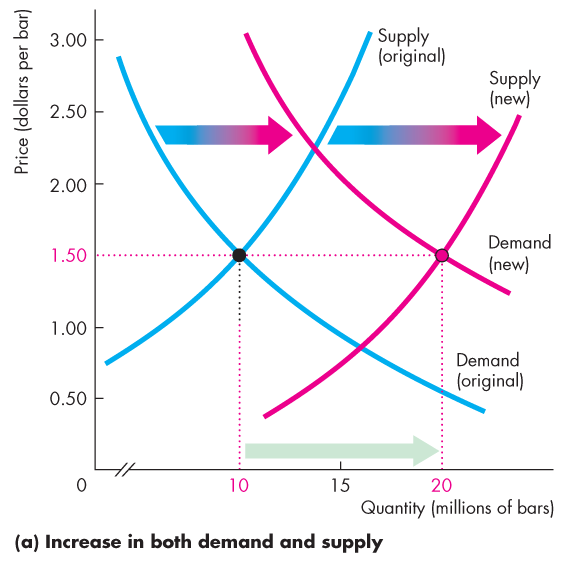 Price (dollars per bar)
3.00
2.50
2.00
1.50
1.00
0.50
0
Supply
(original)
Supply
(new)
Demand
(new)
Demand
(original)
10
15
20
Quantity (millions of bars)
(a) Increase in both demand and supply